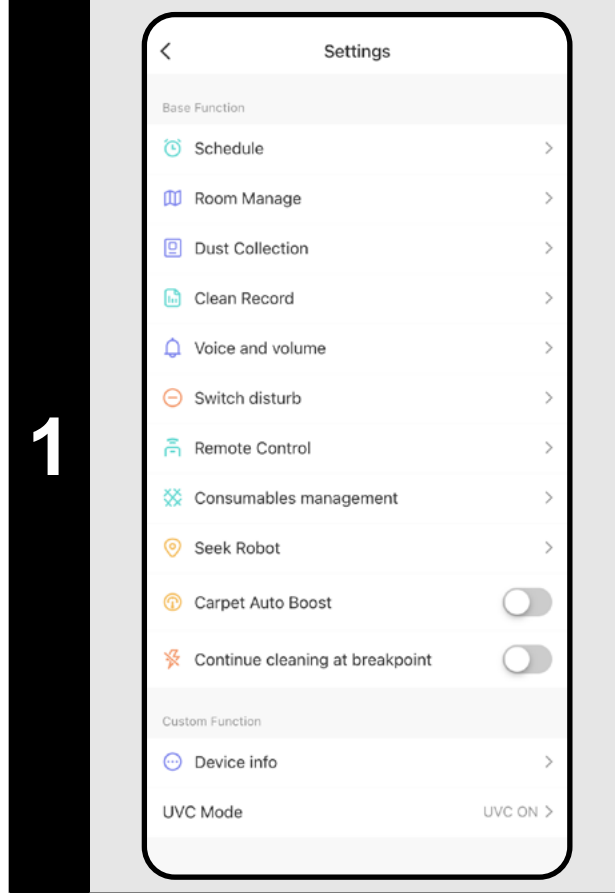 Settings
Base Function
Schedule
Room Manage
Dust Collection
Clean Record
Voice and volume
Switch disturb
1
Remote Control
Consumables management
Seek Robot
Carpet Auto Boost
Continue cleaning at breakpoint
Custom Function
Device info
UVC Mode UVC ON